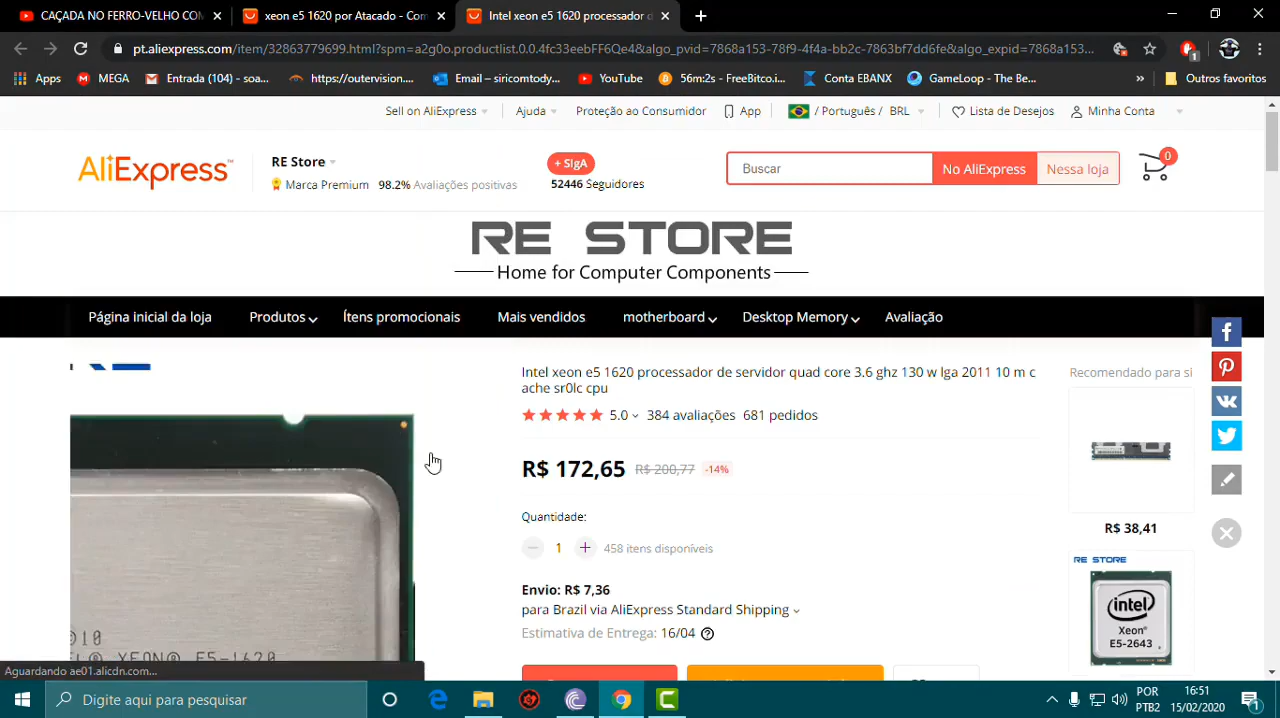 CAÇADA NO FERRO-VELHO CO
xeon e5 1620 por Atacado - Com
Intel xeon e5 1620 processador d
pt.aliexpress.com/item/32863779699.html?spm=a2g0o.productlist.0.0.4fc33eebFF6Qe4&algo_pvid=7868a153-78f9-4f4a-bb2c-7863bf7dd6fe&algo_expid=7868a153...
1
Apps
MEGA
Entrada (104) - soa...
https://outervision....
Email – siricomtody...
YouTube
56m:2s - FreeBitco.i...
Conta EBANX
GameLoop - The Be...
»
Outros favoritos
Sell on AliExpress
Ajuda
Proteção ao Consumidor
App
/ Português / BRL
Lista de Desejos
Minha Conta
AliExpress
RE Store
Marca Premium 98.2% Avaliações positivas
+ SIgA
52446 Seguidores
Buscar
No AliExpress
Nessa loja
0
RE STORE
Home for Computer Components
Página inicial da loja
Produtos
Ítens promocionais
Mais vendidos
motherboard
Desktop Memory
Avaliação
Intel xeon e5 1620 processador de servidor quad core 3.6 ghz 130 w lga 2011 10 m c
ache sr0lc cpu
5.0 384 avaliações 681 pedidos
R$ 172,65 R$ 200,77 -14%
Quantidade:
1 458 itens disponíveis
Envio: R$ 7,36
para Brazil via AliExpress Standard Shipping
Estimativa de Entrega: 16/04
Recomendado para si
R$ 38,41
RE STORE
intel
Xeon®
E5-2643
XEON® E5-1620
Aguardando ae01.alicdn.com...
Digite aqui para pesquisar
POR
PTB2
16:51
15/02/2020
1